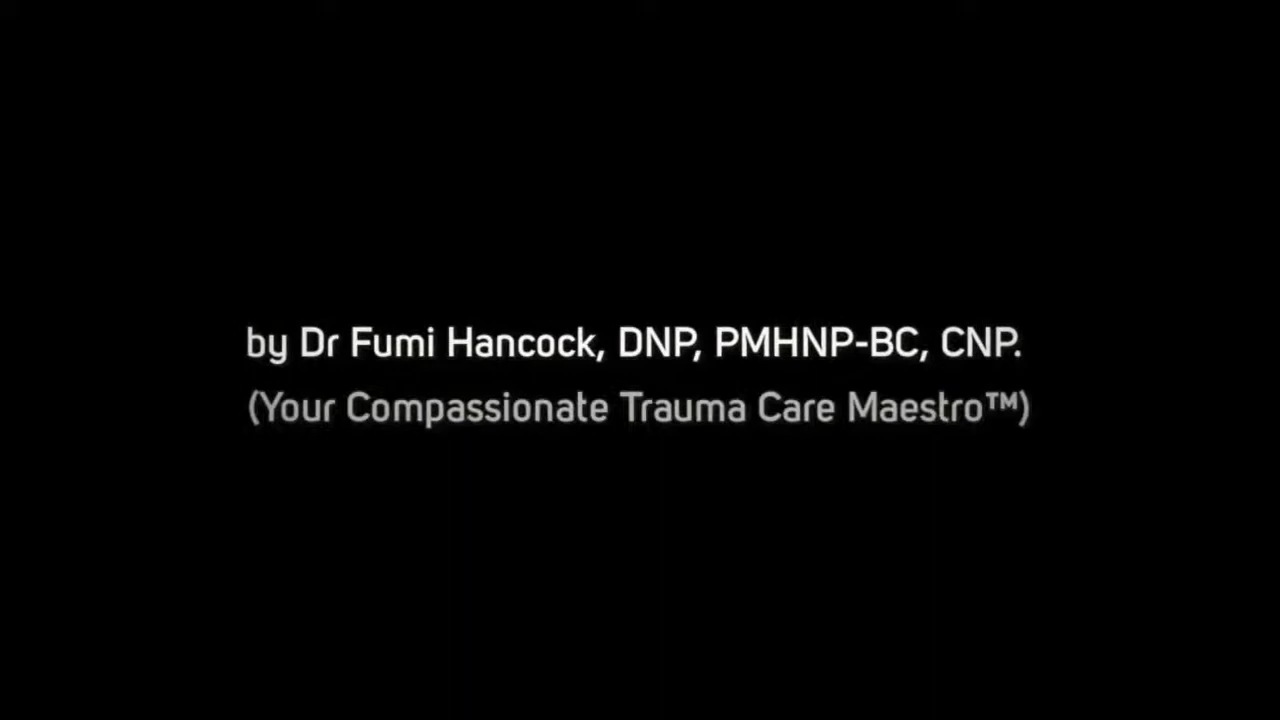 by Dr Fumi Hancock, DNP, PMHNP-BC, CNP.
(Your Compassionate Trauma Care Maestro™)